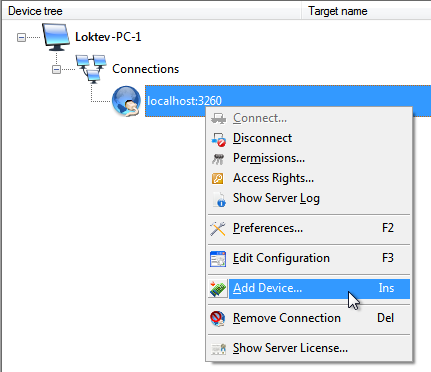 Device tree Target name
Loktev-PC-1
Connections
localhost:3260
Connect...
Disconnect
Permissions...
Access Rights...
Show Server Log
Preferences... F2
Edit Configuration F3
Add Device... Ins
Remove Connection Del
Show Server License...